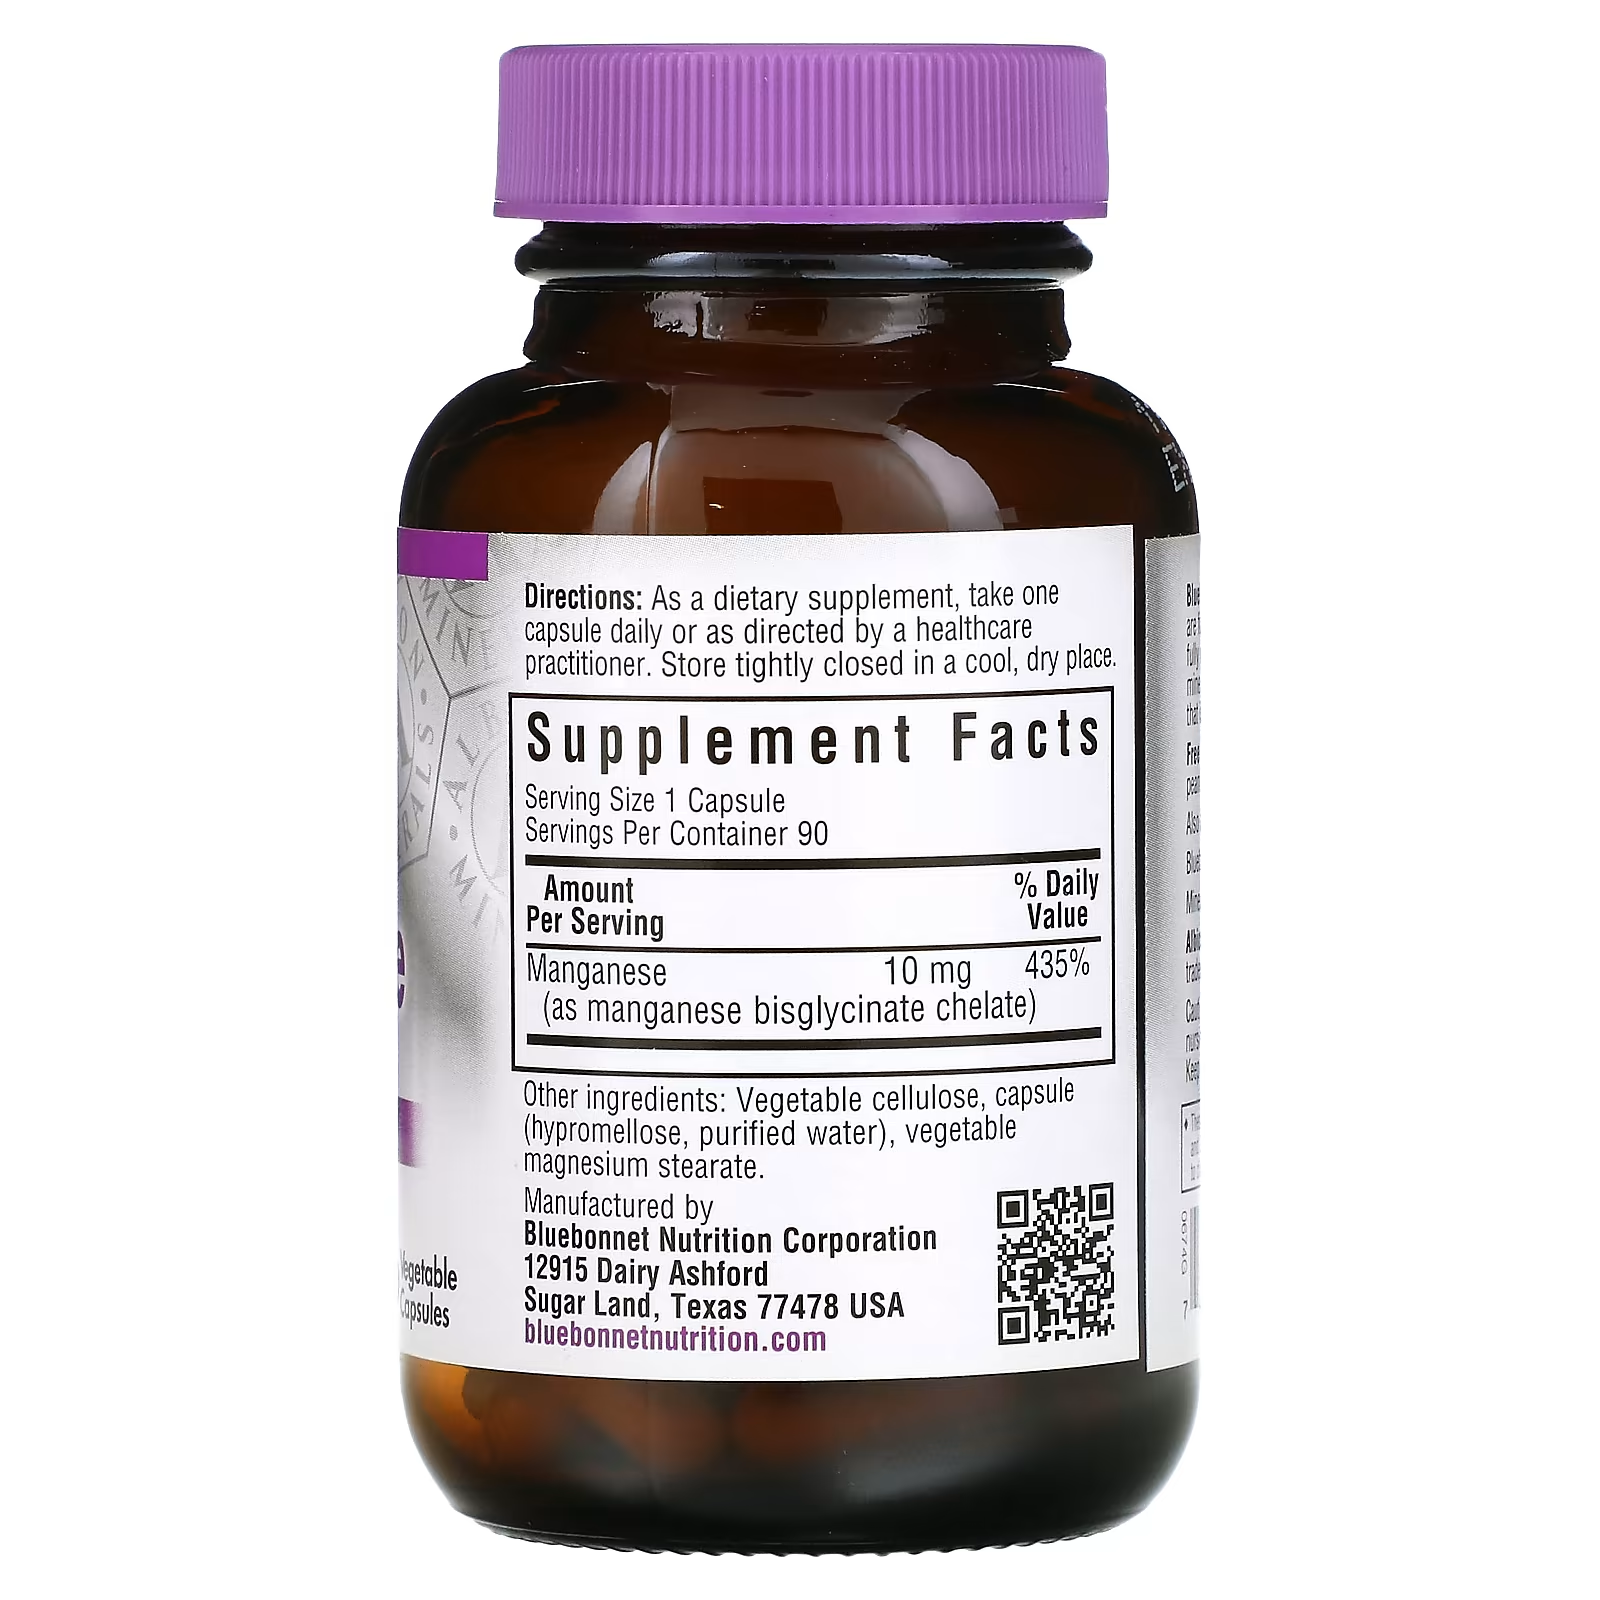 Directions: As a dietary supplement, take one
capsule daily or as directed by a healthcare
practitioner. Store tightly closed in a cool, dry place.
Supplement Facts
Serving Size 1 Capsule
Servings Per Container 90
Amount
Per Serving
% Daily
Value
Manganese 10 mg 435%
(as manganese bisglycinate chelate)
Other ingredients: Vegetable cellulose, capsule
(hypromellose, purified water), vegetable
magnesium stearate.
Manufactured by
Bluebonnet Nutrition Corporation
12915 Dairy Ashford
Sugar Land, Texas 77478 USA
bluebonnetnutrition.com
Vegetable
Capsules